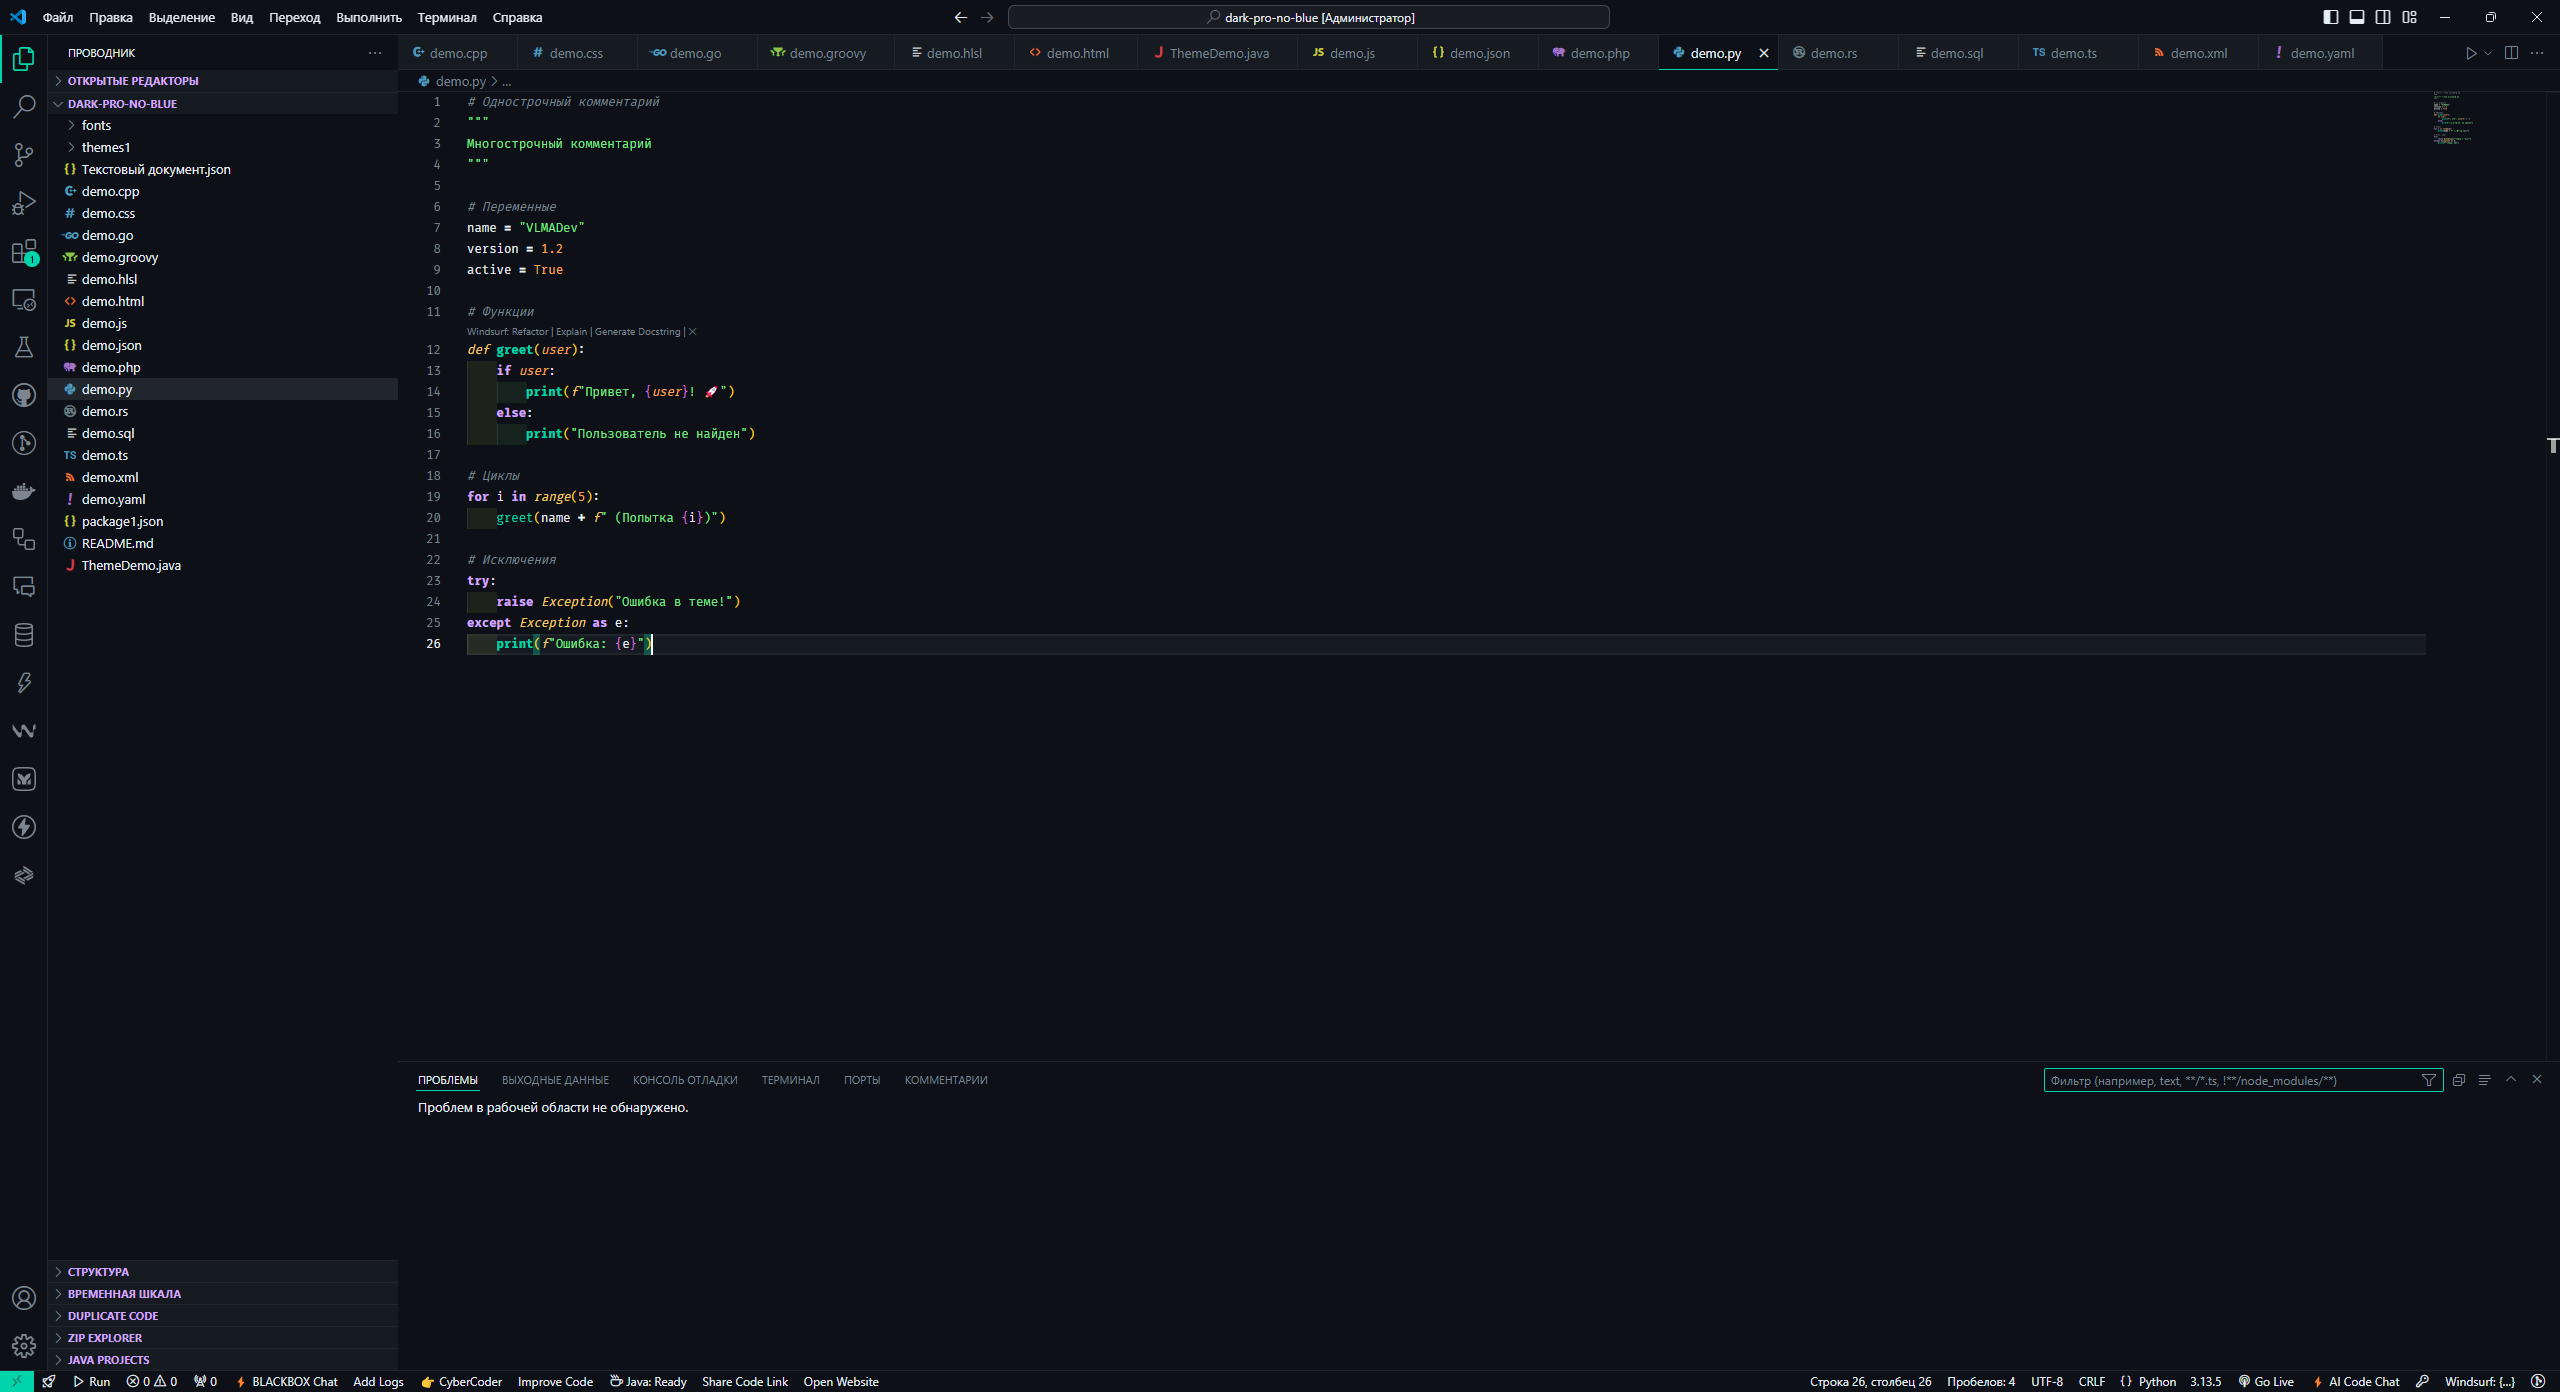 Файл Правка Выделение Вид Переход Выполнить Терминал Справка
dark-pro-no-blue [Администратор]
ПРОВОДНИК
ОТКРЫТЫЕ РЕДАКТОРЫ
DARK-PRO-NO-BLUE
fonts
themes1
{} Текстовый документ.json
demo.cpp
# demo.css
GO demo.go
demo.groovy
demo.hlsl
<> demo.html
JS demo.js
{} demo.json
demo.php
demo.py
demo.rs
demo.sql
TS demo.ts
demo.xml
! demo.yaml
{} package1.json
README.md
J ThemeDemo.java
1
СТРУКТУРА
ВРЕМЕННАЯ ШКАЛА
DUPLICATE CODE
ZIP EXPLORER
JAVA PROJECTS
demo.cpp # demo.css GO demo.go demo.groovy demo.hlsl <> demo.html J ThemeDemo.java JS demo.js {} demo.json demo.php demo.py demo.rs demo.sql TS demo.ts demo.xml ! demo.yaml
demo.py > ...
1 # Однострочный комментарий
2 """
3 Многострочный комментарий
4 """
5
6 # Переменные
7 name = "VLMADev"
8 version = 1.2
9 active = True
10
11 # Функции
Windsurf: Refactor | Explain | Generate Docstring | ×
12 def greet(user):
13 if user:
14 print(f"Привет, {user}! 🚀")
15 else:
16 print("Пользователь не найден")
17
18 # Циклы
19 for i in range(5):
20 greet(name + f" (Попытка {i})")
21
22 # Исключения
23 try:
24 raise Exception("Ошибка в теме!")
25 except Exception as e:
26 print(f"Ошибка: {e}")
ПРОБЛЕМЫ ВЫХОДНЫЕ ДАННЫЕ КОНСОЛЬ ОТЛАДКИ ТЕРМИНАЛ ПОРТЫ КОММЕНТАРИИ
Фильтр (например, text, **/*.ts, !**/node_modules/**)
Проблем в рабочей области не обнаружено.
Run 0 0 0 BLACKBOX Chat Add Logs 👉 CyberCoder Improve Code Java: Ready Share Code Link Open Website
Строка 26, столбец 26 Пробелов: 4 UTF-8 CRLF {} Python 3.13.5 Go Live AI Code Chat Windsurf: {...}